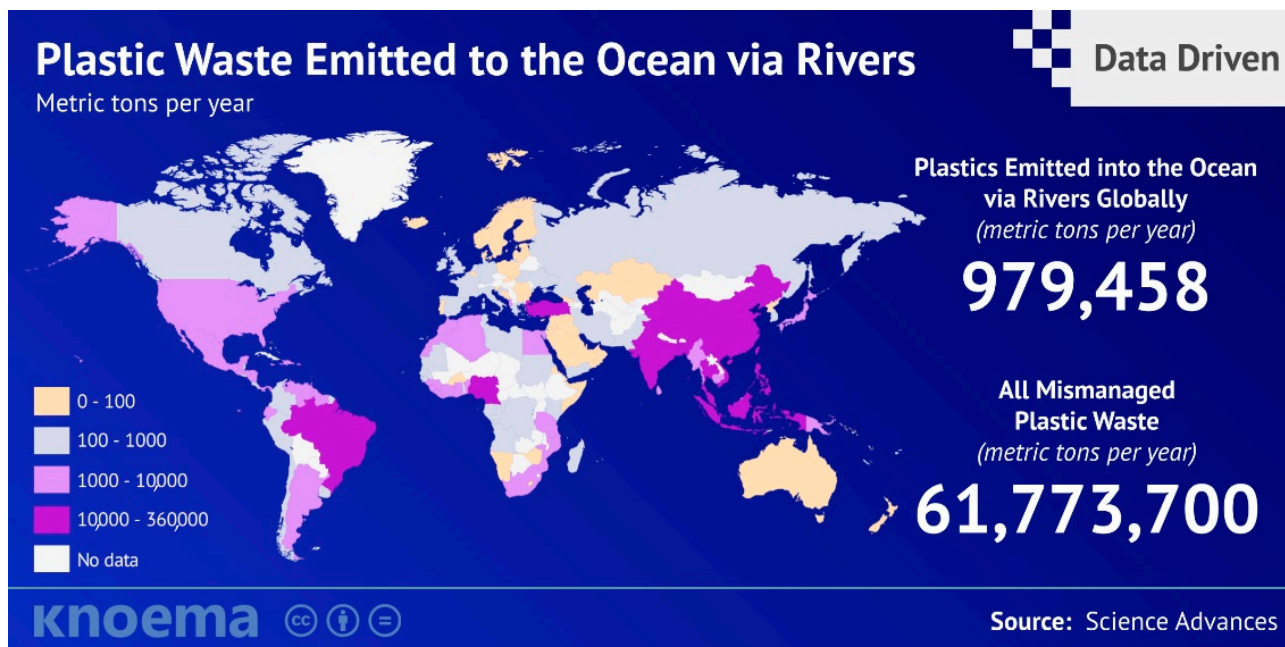 Plastic Waste Emitted to the Ocean via Rivers
Metric tons per year
Data Driven
Plastics Emitted into the Ocean
via Rivers Globally
(metric tons per year)
979,458
All Mismanaged
Plastic Waste
(metric tons per year)
61,773,700
0 - 100
100 - 1000
1000 - 10,000
10,000 - 360,000
No data
knoema cc
Source: Science Advances